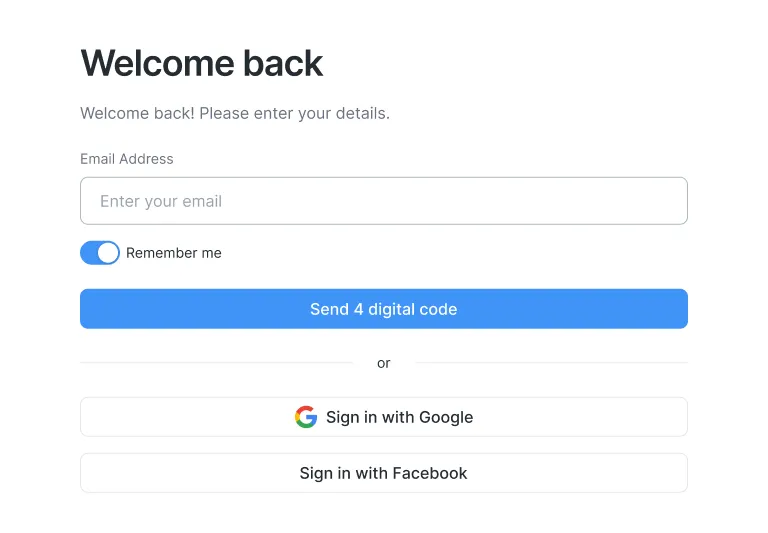 Welcome back
Welcome back! Please enter your details.
Email Address
Enter your email
Remember me
Send 4 digital code
or
Sign in with Google
Sign in with Facebook